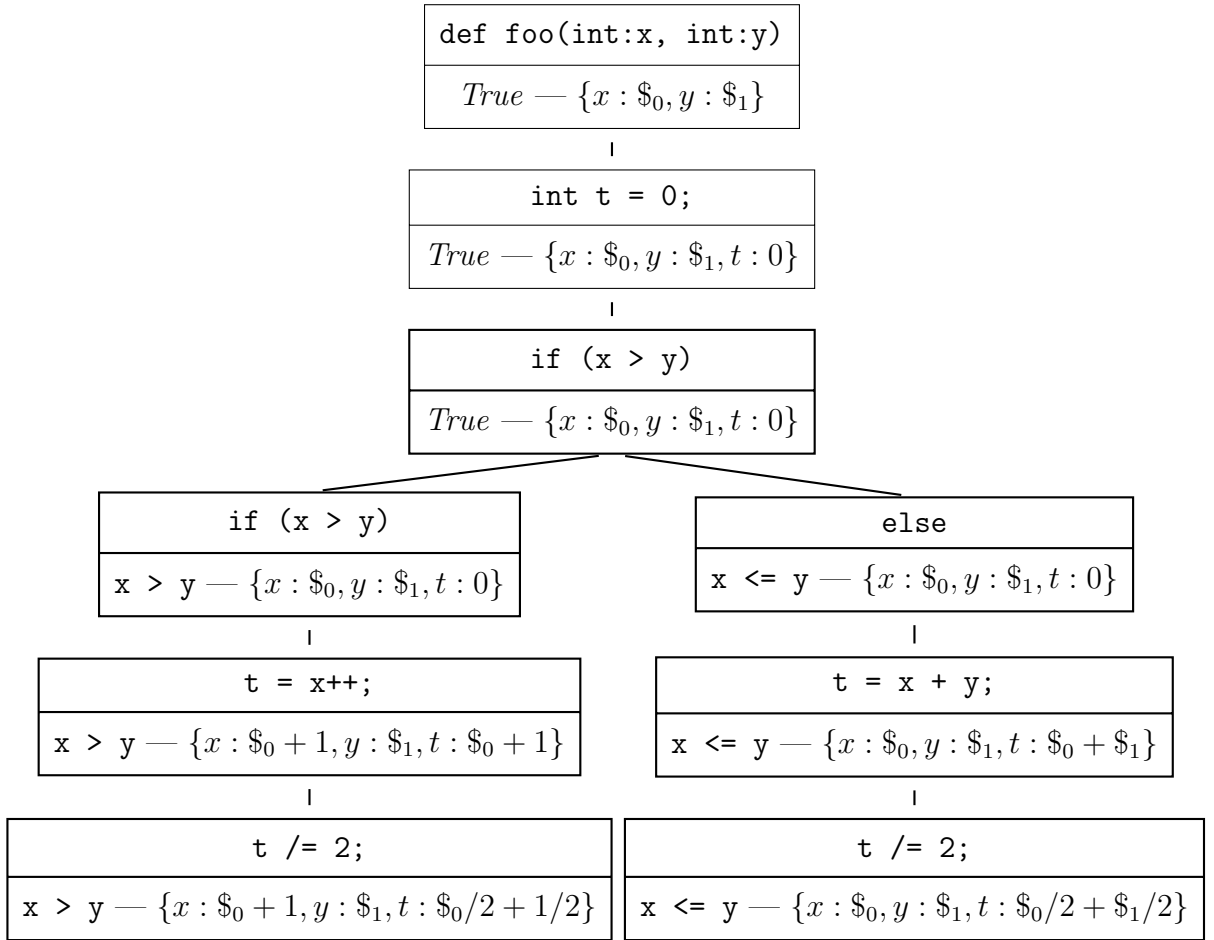 def foo(int:x, int:y)
True — {x : $₀, y : $₁}
int t = 0;
True — {x : $₀, y : $₁, t : 0}
if (x > y)
True — {x : $₀, y : $₁, t : 0}
if (x > y)
x > y — {x : $₀, y : $₁, t : 0}
else
x <= y — {x : $₀, y : $₁, t : 0}
t = x++;
x > y — {x : $₀ + 1, y : $₁, t : $₀ + 1}
t = x + y;
x <= y — {x : $₀, y : $₁, t : $₀ + $₁}
t /= 2;
x > y — {x : $₀ + 1, y : $₁, t : $₀/2 + 1/2}
t /= 2;
x <= y — {x : $₀, y : $₁, t : $₀/2 + $₁/2}